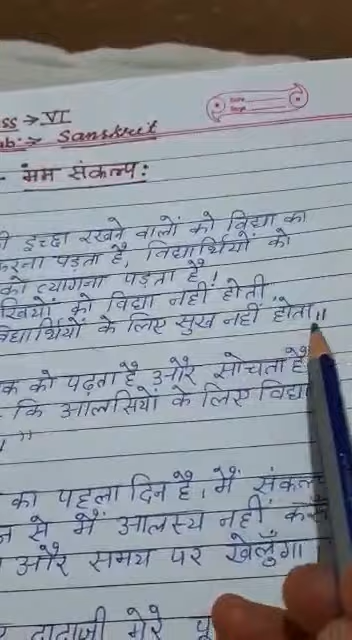 ss → VI
ub :→ Sanskrit
- मम संकल्प:
ी इच्छा रखने वालों को विद्या का
करना पड़ता है, विद्यार्थियों को
को त्यागना पड़ता है।
खियों को विद्या नहीं होती,
विद्यार्थियों के लिए सुख नहीं होता॥
क को पढ़ता है और सोचता है
- कि आलसियों के लिए विद्या
। "
का पहला दिन है, मैं संकल्प
न से मैं आलस्य नहीं करूँ
और समय पर खेलूँगा
दादाजी मेरे पू